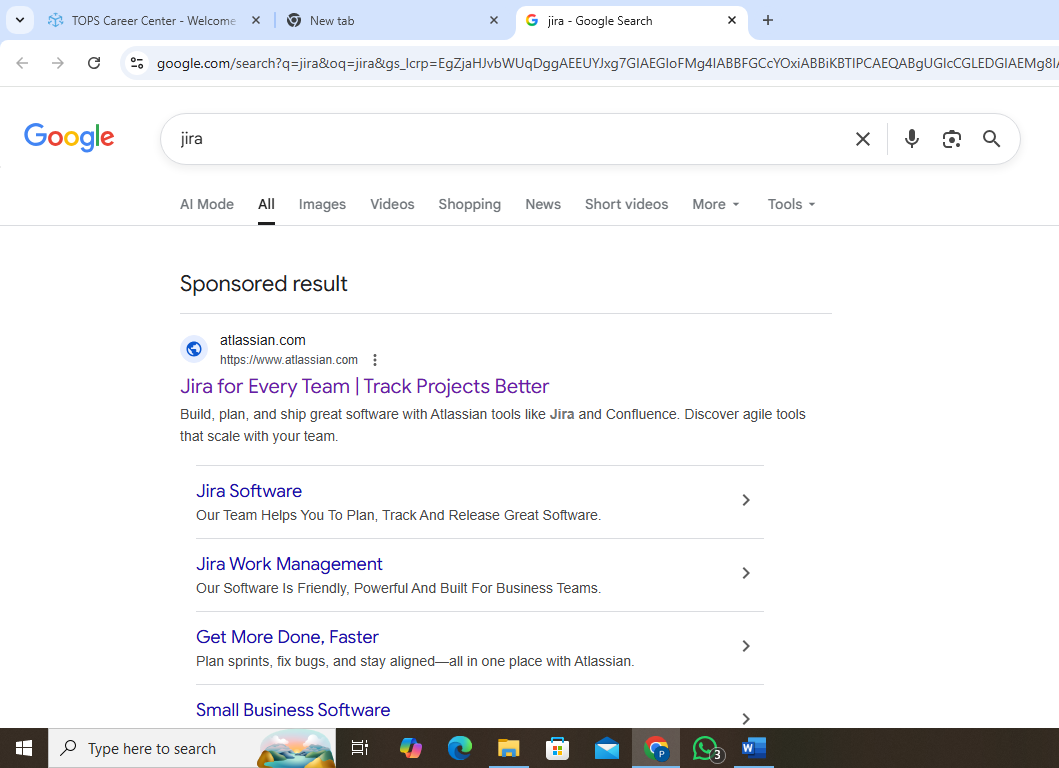 TOPS Career Center - Welcome
New tab
jira - Google Search
google.com/search?q=jira&oq=jira&gs_lcrp=EgZjaHJvbWUqDggAEEUYJxg7GIAEGIoFMg4IABBFGCcYOxiABBiKBTIPCAEQABgUGIcCGLEDGIAEMg8IA
Google
jira
AI Mode
All
Images
Videos
Shopping
News
Short videos
More
Tools
Sponsored result
atlassian.com
https://www.atlassian.com
Jira for Every Team | Track Projects Better
Build, plan, and ship great software with Atlassian tools like Jira and Confluence. Discover agile tools
that scale with your team.
Jira Software
Our Team Helps You To Plan, Track And Release Great Software.
Jira Work Management
Our Software Is Friendly, Powerful And Built For Business Teams.
Get More Done, Faster
Plan sprints, fix bugs, and stay aligned—all in one place with Atlassian.
Small Business Software
Type here to search
P
3
W